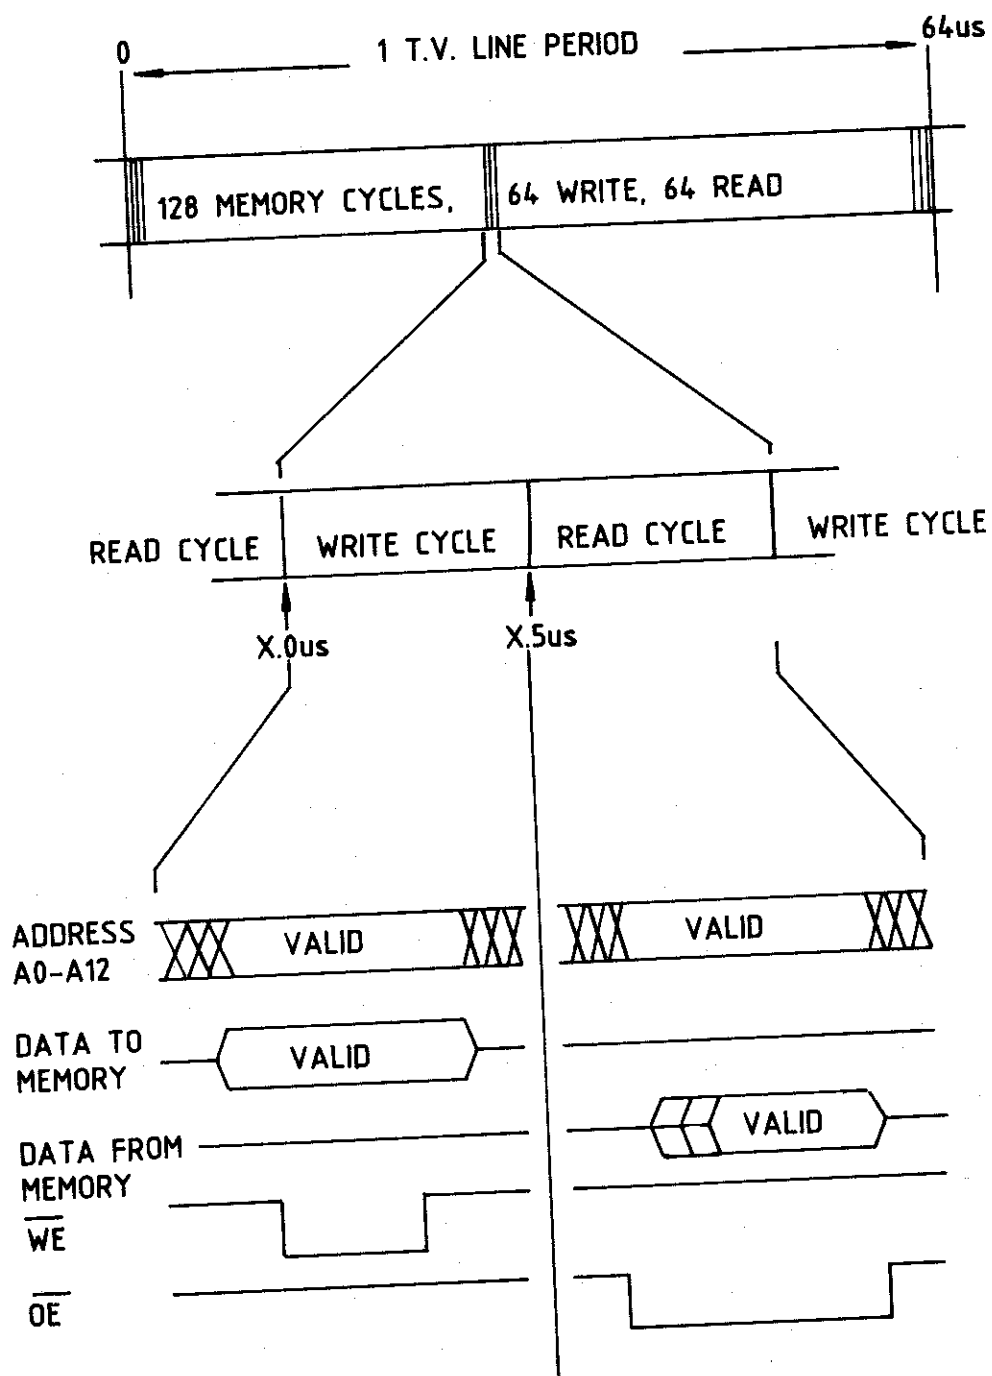 0
1 T.V. LINE PERIOD
64us
128 MEMORY CYCLES, 64 WRITE, 64 READ
READ CYCLE
WRITE CYCLE
READ CYCLE
WRITE CYCLE
X.0us
X.5us
ADDRESS
A0-A12
VALID
VALID
DATA TO
MEMORY
VALID
DATA FROM
MEMORY
VALID
WE
OE